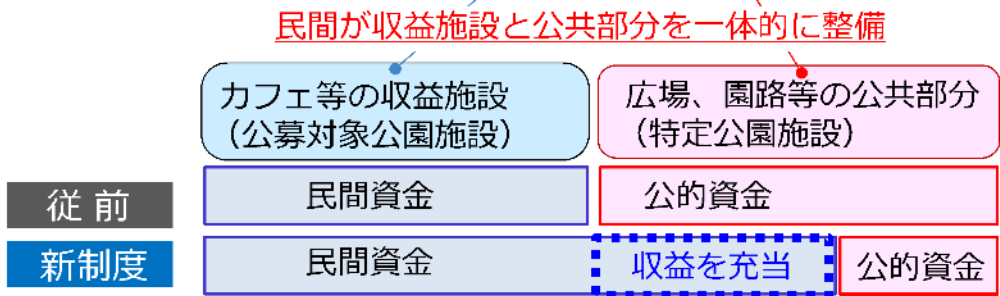 民間が収益施設と公共部分を一体的に整備
カフェ等の収益施設
（公募対象公園施設）
広場、園路等の公共部分
（特定公園施設）
従前
民間資金
公的資金
新制度
民間資金
収益を充当
公的資金